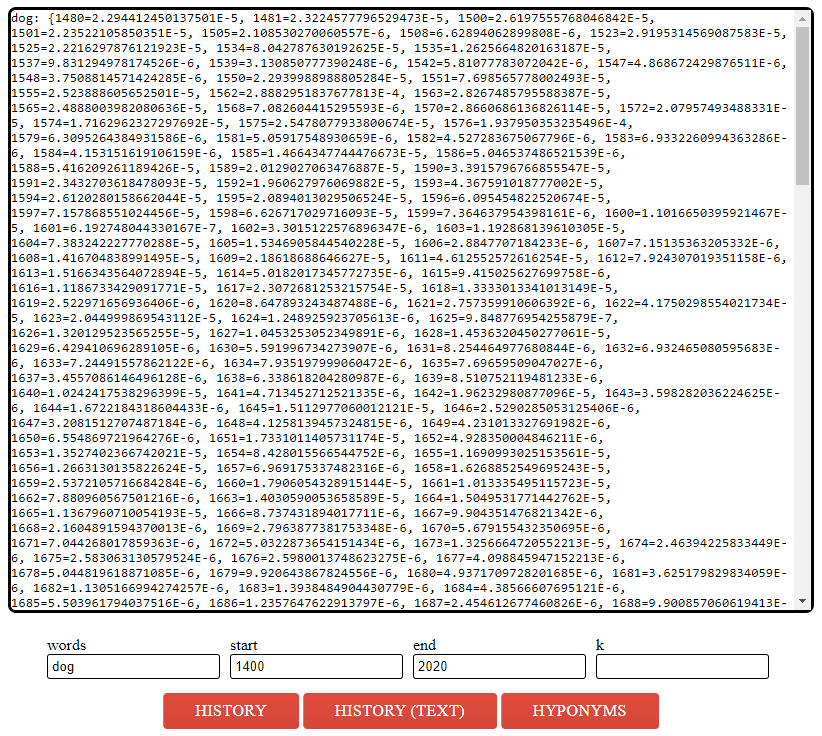 dog: {1480=2.294412450137501E-5, 1481=2.3224577796529473E-5, 1500=2.6197555768046842E-5,
1501=2.23522105850351E-5, 1505=2.108530270060557E-6, 1508=6.62894062899808E-6, 1523=2.9195314569087583E-5,
1525=2.2216297876121923E-5, 1534=8.042787630192625E-5, 1535=1.2625664820163187E-5,
1537=9.831294978174526E-6, 1539=3.130850777390248E-6, 1542=5.81077783072042E-6, 1547=4.868672429876511E-6,
1548=3.7508814571424285E-6, 1550=2.2939988988805284E-5, 1551=7.698565778002493E-5,
1555=2.523888605652501E-5, 1562=2.8882951837677813E-4, 1563=2.8267485795588387E-5,
1565=2.4888003982080636E-5, 1568=7.082604415295593E-6, 1570=2.8660686136826114E-5, 1572=2.07957493488331E-
5, 1574=1.7162962327297692E-5, 1575=2.5478077933800674E-5, 1576=1.937950353235496E-4,
1579=6.3095264384931586E-6, 1581=5.05917548930659E-6, 1582=4.527283675067796E-6, 1583=6.9332260994363286E-
6, 1584=4.153151619106159E-6, 1585=1.4664347744476673E-5, 1586=5.046537486521539E-6,
1588=5.416209261189426E-5, 1589=2.0129027063476887E-5, 1590=3.3915796766855547E-5,
1591=2.3432703618478093E-5, 1592=1.960627976069882E-5, 1593=4.367591018777002E-5,
1594=2.6120280158662044E-5, 1595=2.0894013029506524E-5, 1596=6.095454822520674E-5,
1597=7.157868551024456E-5, 1598=6.626717029716093E-5, 1599=7.364637954398161E-6, 1600=1.1016650395921467E-
5, 1601=6.192748044330167E-7, 1602=3.3015122576896347E-6, 1603=1.192868139610305E-5,
1604=7.383242227770288E-5, 1605=1.5346905844540228E-5, 1606=2.8847707184233E-6, 1607=7.15135363205332E-6,
1608=1.416704838991495E-5, 1609=2.18618688646627E-5, 1611=4.612552572616254E-5, 1612=7.924307019351158E-6,
1613=1.5166343564072894E-5, 1614=5.0182017345772735E-6, 1615=9.415025627699758E-6,
1616=1.1186733429091771E-5, 1617=2.3072681253215754E-5, 1618=1.3333013341013149E-5,
1619=2.522971656936406E-6, 1620=8.647893243487488E-6, 1621=2.757359910606392E-6, 1622=4.1750298554021734E-
5, 1623=2.044999869543112E-5, 1624=1.248925923705613E-6, 1625=9.848776954255879E-7,
1626=1.320129523565255E-5, 1627=1.0453253052349891E-6, 1628=1.4536320450277061E-5,
1629=6.429410696289105E-6, 1630=5.591996734273907E-6, 1631=8.254464977680844E-6, 1632=6.932465080595683E-
6, 1633=7.24491557862122E-6, 1634=7.935197999060472E-6, 1635=7.69659509047027E-6,
1637=3.4557086146496128E-6, 1638=6.338618204280987E-6, 1639=8.510752119481233E-6,
1640=1.0242417538296399E-5, 1641=4.713452712521335E-6, 1642=1.96232980877096E-5, 1643=3.598282036224625E-
6, 1644=1.6722184318604433E-6, 1645=1.5112977060012121E-5, 1646=2.5290285053125406E-6,
1647=3.2081512707487184E-6, 1648=4.1258139457324815E-6, 1649=4.231013327691982E-6,
1650=6.554869721964276E-6, 1651=1.7331011405731174E-5, 1652=4.928350004846211E-6,
1653=1.3527402366742021E-5, 1654=8.428015566544752E-6, 1655=1.1690993025153561E-5,
1656=1.2663130135822624E-5, 1657=6.969175337482316E-6, 1658=1.6268852549695243E-5,
1659=2.5372105716684284E-6, 1660=1.7906054328915144E-5, 1661=1.013335495115723E-5,
1662=7.880960567501216E-6, 1663=1.4030590053658589E-5, 1664=1.5049531771442762E-5,
1665=1.1367960710054193E-5, 1666=8.737431894017711E-6, 1667=9.904351476821342E-6,
1668=2.1604891594370013E-6, 1669=2.7963877381753348E-6, 1670=5.679155432350695E-6,
1671=7.044268017859363E-6, 1672=5.0322873654151434E-6, 1673=1.3256664720552213E-5, 1674=2.46394225833449E-
6, 1675=2.583063130579524E-6, 1676=2.5980013748623275E-6, 1677=4.098845947152213E-6,
1678=5.044819618871085E-6, 1679=9.920643867824556E-6, 1680=4.9371709728201685E-6, 1681=3.625179829834059E-
6, 1682=1.1305166994274257E-5, 1683=1.3938484904430779E-6, 1684=4.38566607695121E-6,
1685=5.503961794037516E-6, 1686=1.2357647622913797E-6, 1687=2.454612677460826E-6, 1688=9.900857060619413E-
words start end k
dog 1400 2020
HISTORY HISTORY (TEXT) HYPONYMS